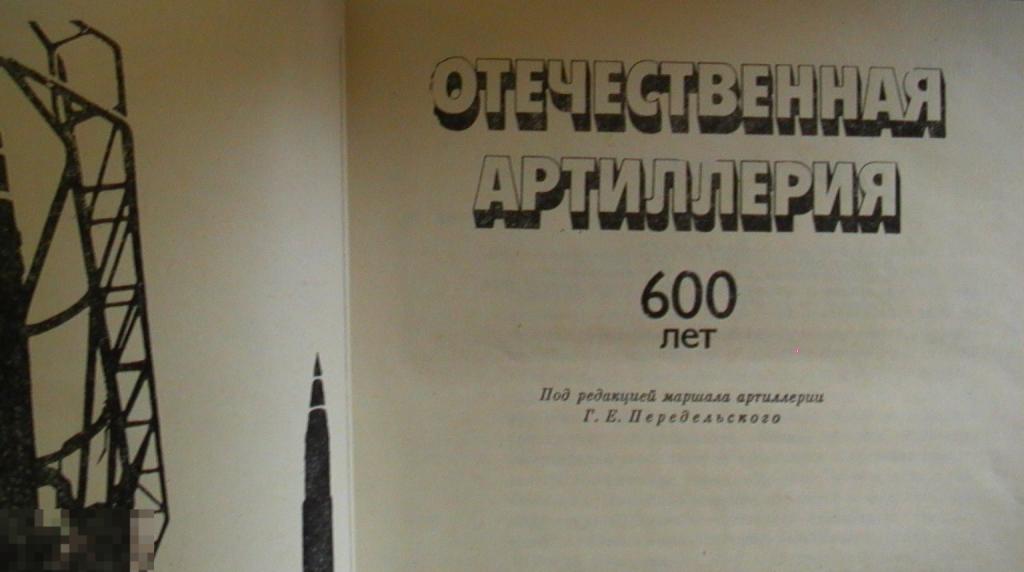 ОТЕЧЕСТВЕННАЯ
АРТИЛЛЕРИЯ
600
лет
Под редакцией маршала артиллерии
Г. Е. Передельского